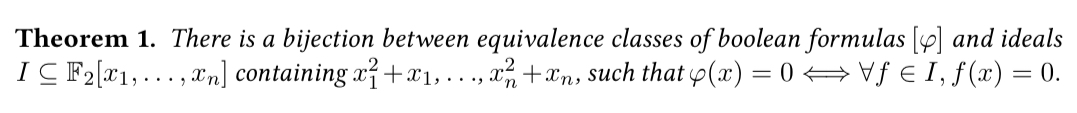 Theorem 1. There is a bijection between equivalence classes of boolean formulas [φ] and ideals
I ⊆ 𝔽₂[x₁, . . . , xₙ] containing x₁²+x₁, . . ., xₙ²+xₙ, such that φ(x) = 0 ⟺ ∀f ∈ I, f(x) = 0.